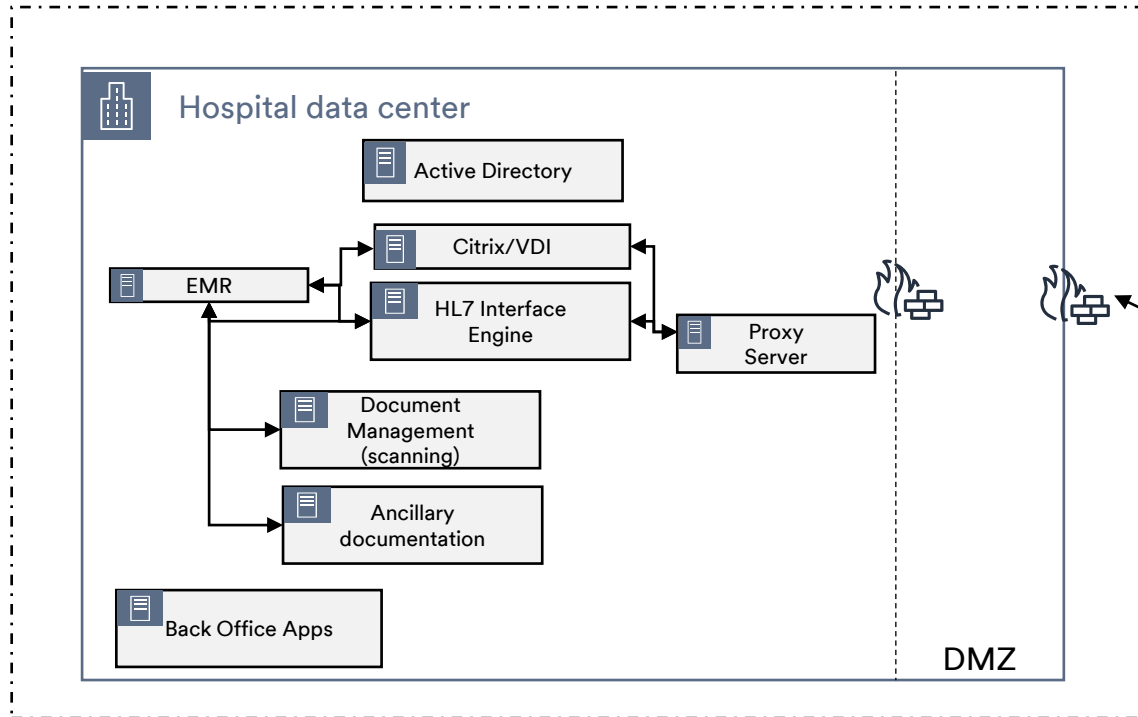 Hospital data center
Active Directory
Citrix/VDI
EMR
HL7 Interface
Engine
Proxy
Server
Document
Management
(scanning)
Ancillary
documentation
Back Office Apps
DMZ